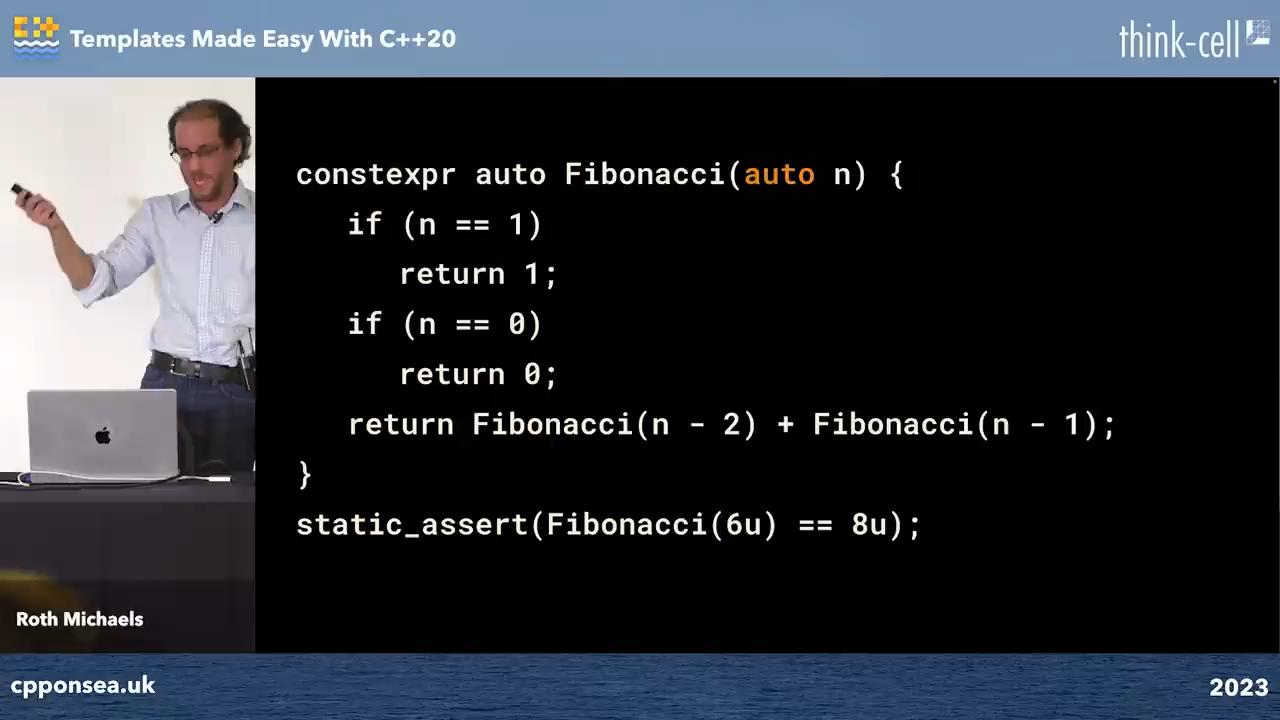 C++
Templates Made Easy With C++20
think-cell
constexpr auto Fibonacci(auto n) {
if (n == 1)
return 1;
if (n == 0)
return 0;
return Fibonacci(n - 2) + Fibonacci(n - 1);
}
static_assert(Fibonacci(6u) == 8u);
Roth Michaels
cpponsea.uk
2023